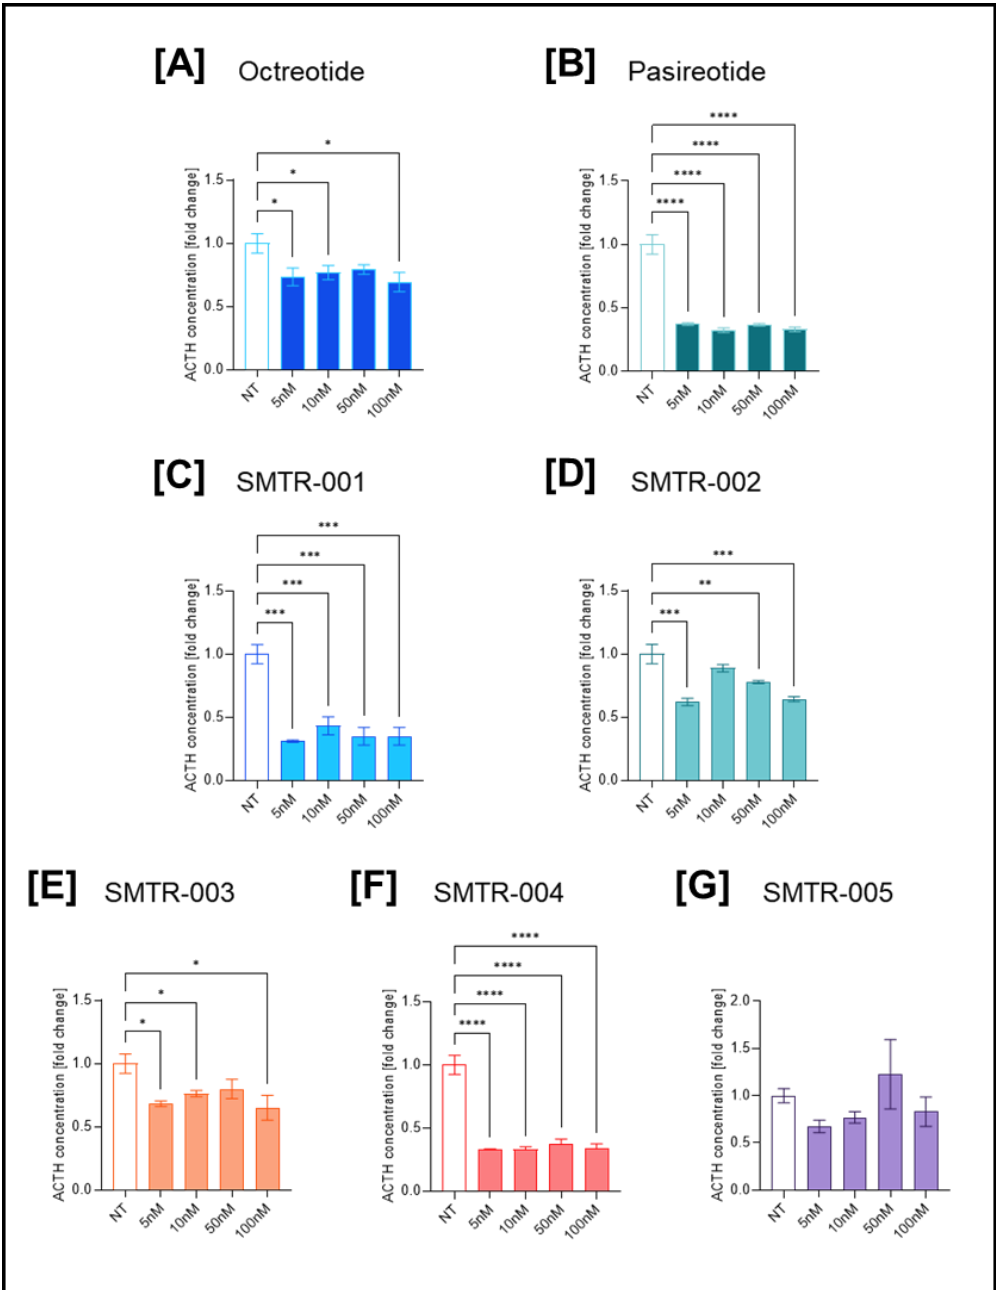 [A] Octreotide
*
*
*
ACTH concentration [fold change]
1.5
1.0
0.5
0.0
NT 5nM 10nM 50nM 100nM
[B] Pasireotide
****
****
****
****
ACTH concentration [fold change]
1.5
1.0
0.5
0.0
NT 5nM 10nM 50nM 100nM
[C] SMTR-001
***
***
***
***
ACTH concentration [fold change]
1.5
1.0
0.5
0.0
NT 5nM 10nM 50nM 100nM
[D] SMTR-002
***
**
***
ACTH concentration [fold change]
1.5
1.0
0.5
0.0
NT 5nM 10nM 50nM 100nM
[E] SMTR-003
*
*
*
ACTH concentration [fold change]
1.5
1.0
0.5
0.0
NT 5nM 10nM 50nM 100nM
[F] SMTR-004
****
****
****
****
ACTH concentration [fold change]
1.5
1.0
0.5
0.0
NT 5nM 10nM 50nM 100nM
[G] SMTR-005
ACTH concentration [fold change]
2.0
1.5
1.0
0.5
0.0
NT 5nM 10nM 50nM 100nM